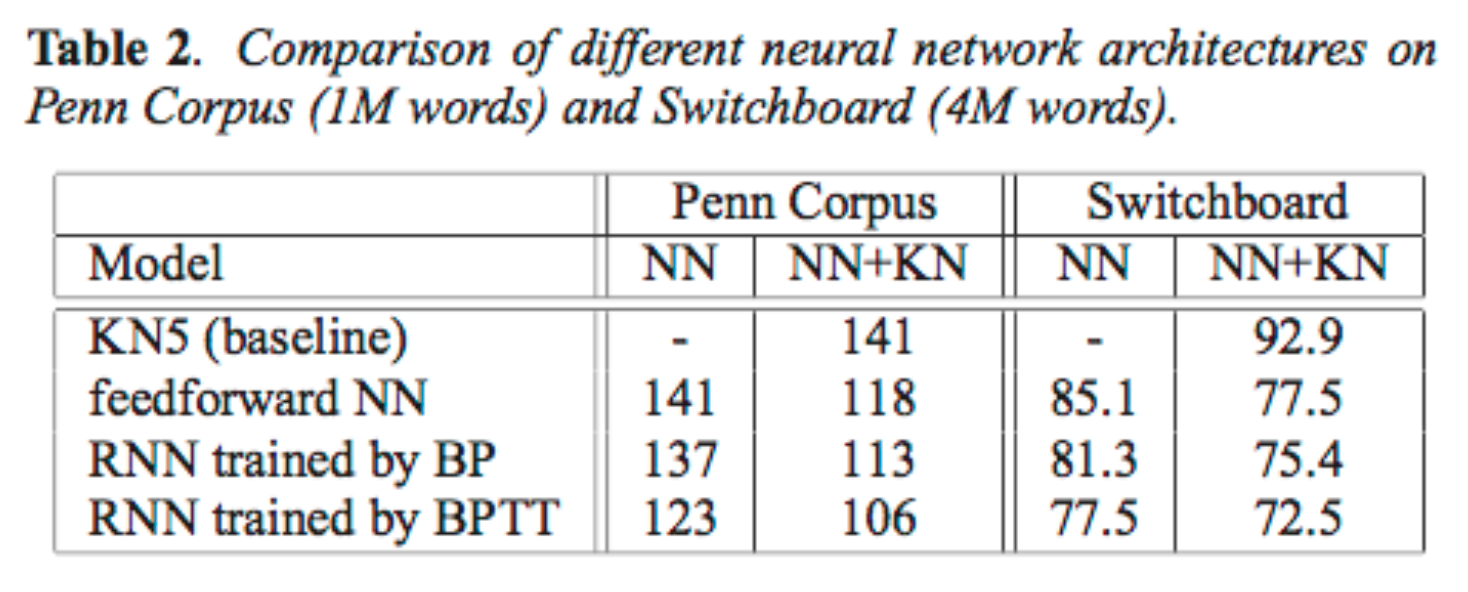 Table 2. Comparison of different neural network architectures on
Penn Corpus (1M words) and Switchboard (4M words).
Penn Corpus Switchboard
Model NN NN+KN NN NN+KN
KN5 (baseline) - 141 - 92.9
feedforward NN 141 118 85.1 77.5
RNN trained by BP 137 113 81.3 75.4
RNN trained by BPTT 123 106 77.5 72.5